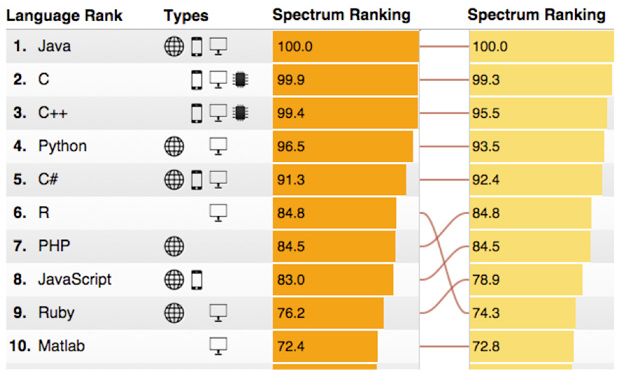 Language Rank Types Spectrum Ranking Spectrum Ranking
1. Java 100.0 100.0
2. C 99.9 99.3
3. C++ 99.4 95.5
4. Python 96.5 93.5
5. C# 91.3 92.4
6. R 84.8 84.8
7. PHP 84.5 84.5
8. JavaScript 83.0 78.9
9. Ruby 76.2 74.3
10. Matlab 72.4 72.8